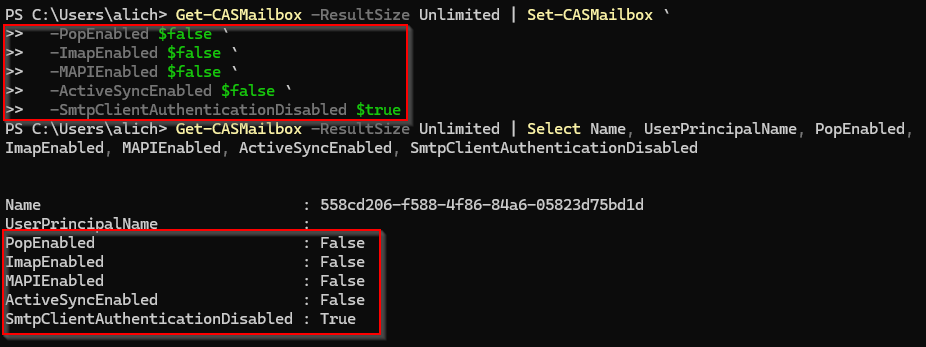 PS C:\Users\alich> Get-CASMailbox -ResultSize Unlimited | Set-CASMailbox `
>>   -PopEnabled $false `
>>   -ImapEnabled $false `
>>   -MAPIEnabled $false `
>>   -ActiveSyncEnabled $false `
>>   -SmtpClientAuthenticationDisabled $true
PS C:\Users\alich> Get-CASMailbox -ResultSize Unlimited | Select Name, UserPrincipalName, PopEnabled,
ImapEnabled, MAPIEnabled, ActiveSyncEnabled, SmtpClientAuthenticationDisabled
Name                             : 558cd206-f588-4f86-84a6-05823d75bd1d
UserPrincipalName                :
PopEnabled                       : False
ImapEnabled                      : False
MAPIEnabled                      : False
ActiveSyncEnabled                : False
SmtpClientAuthenticationDisabled : True